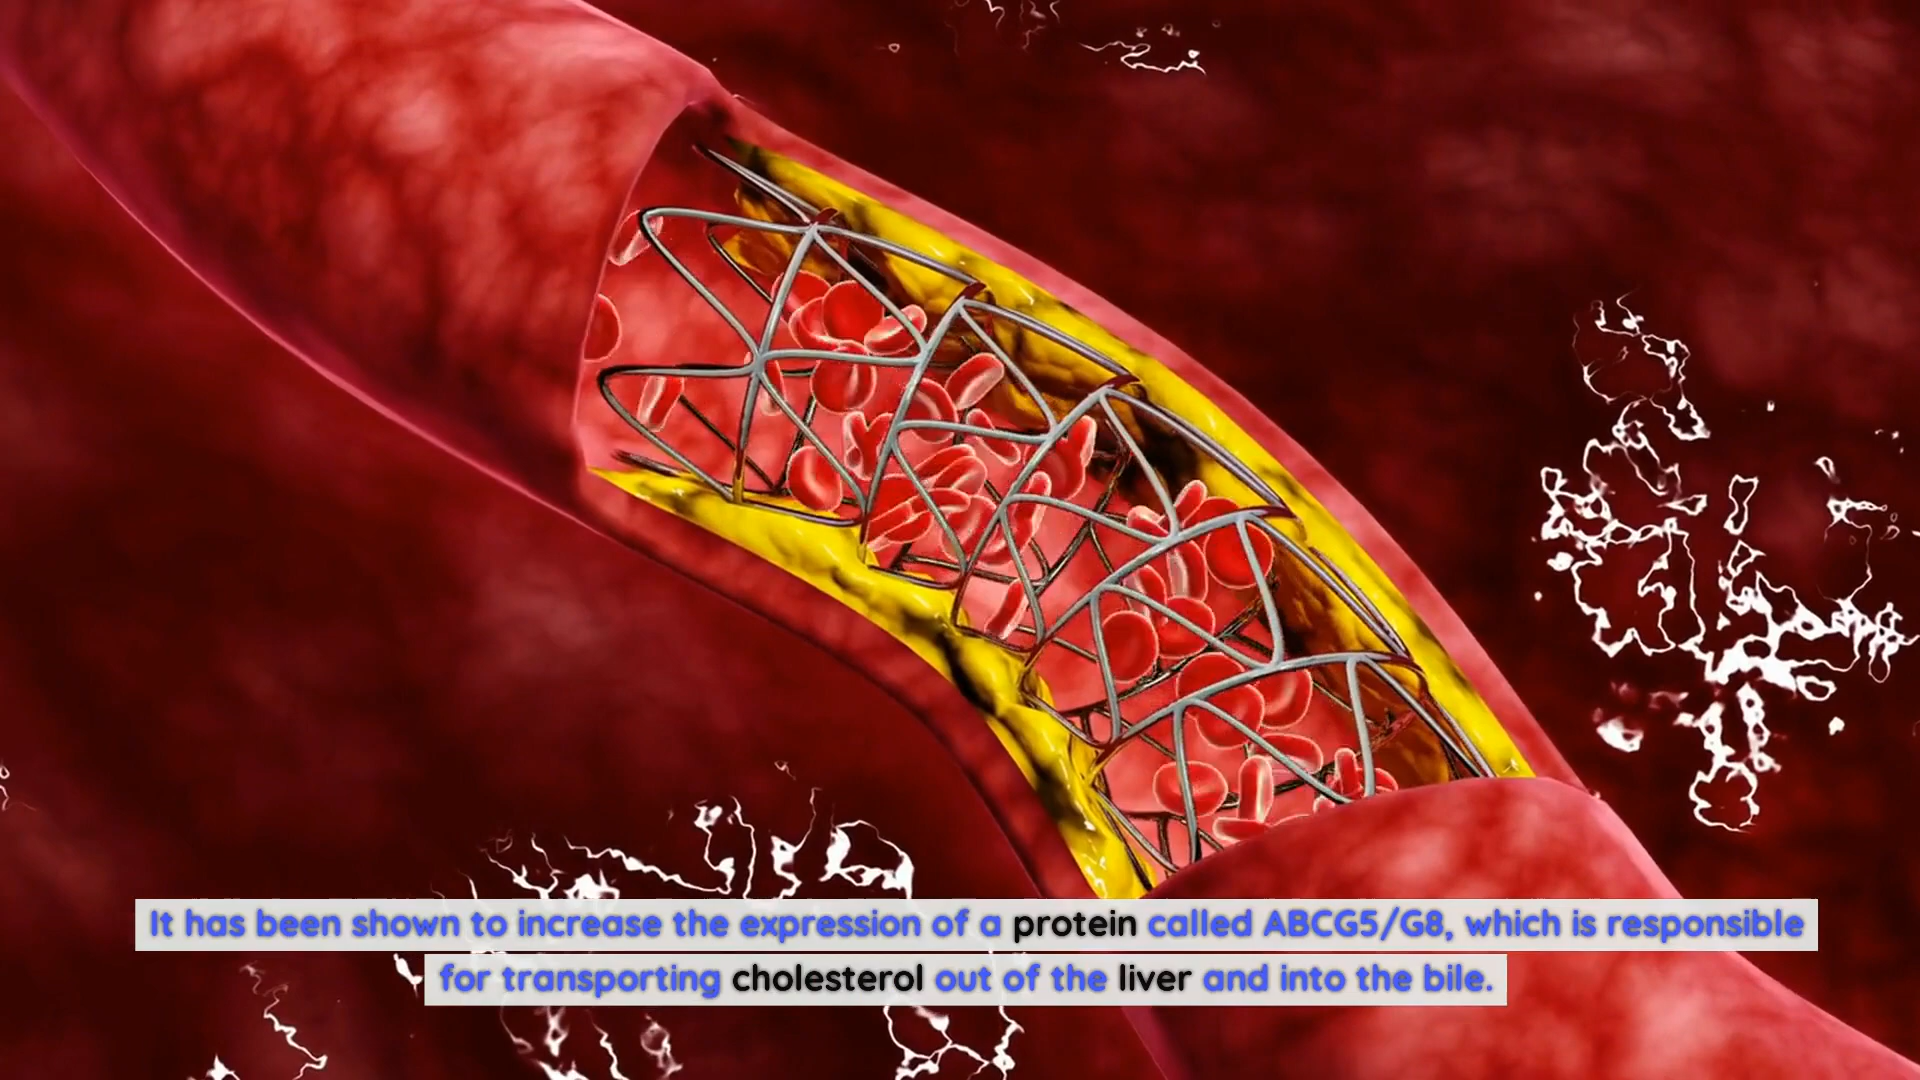 It has been shown to increase the expression of a protein called ABCG5/G8, which is responsible
for transporting cholesterol out of the liver and into the bile.